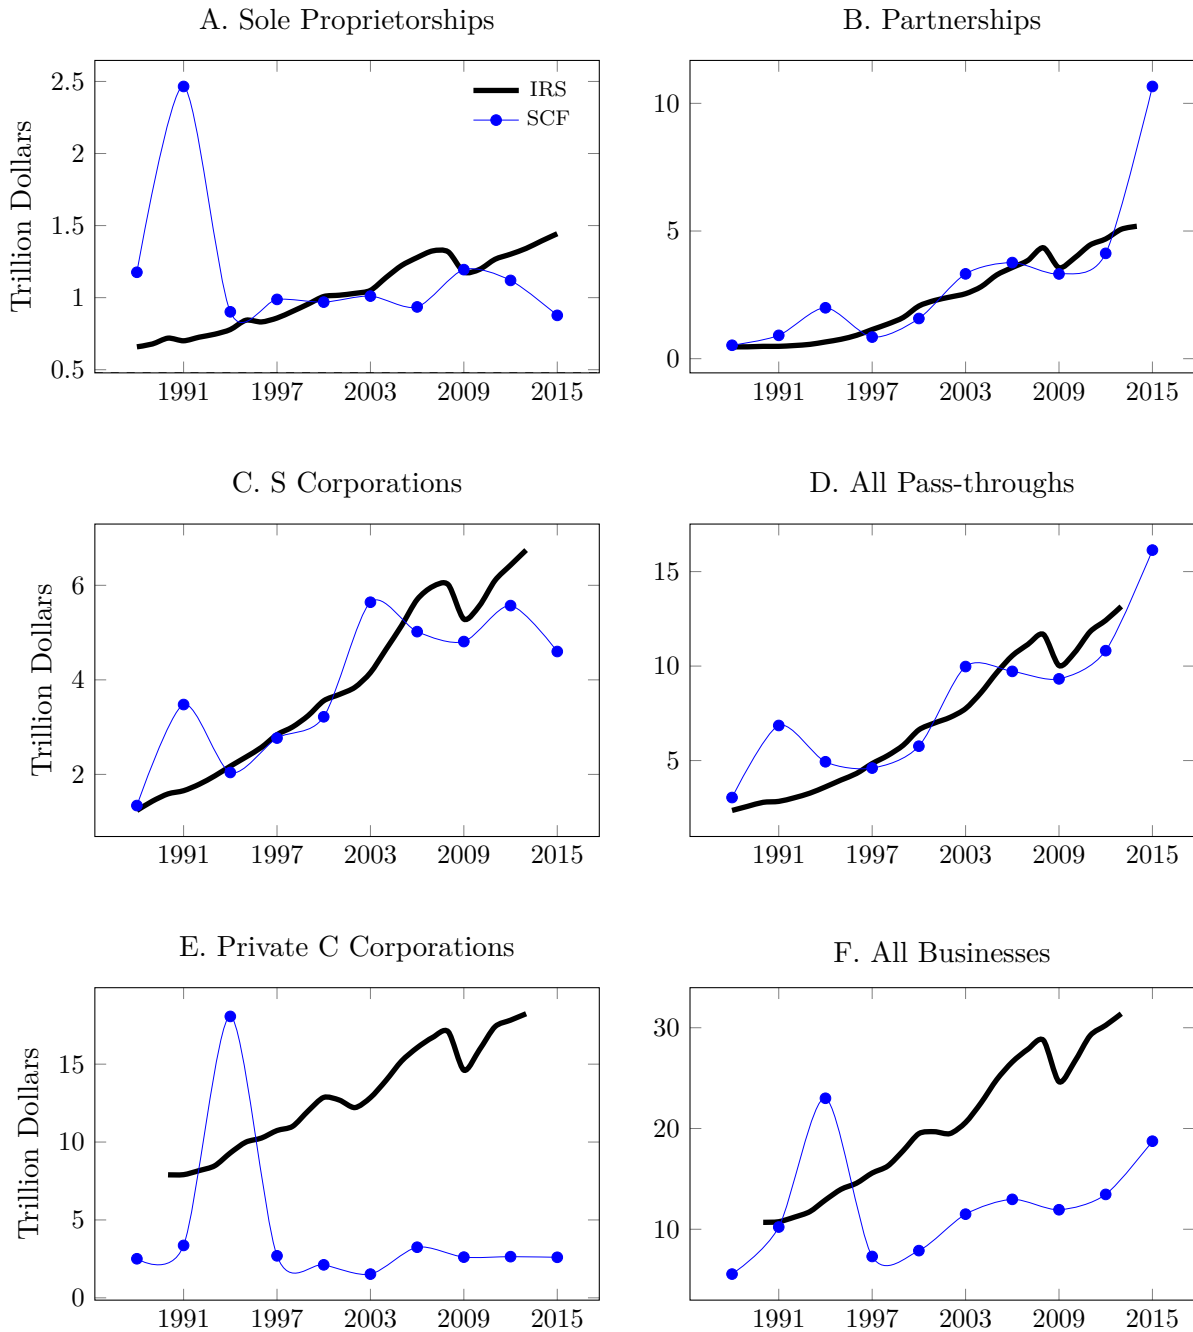 A. Sole Proprietorships
B. Partnerships
2.5
2
1.5
1
0.5
Trillion Dollars
IRS
SCF
1991 1997 2003 2009 2015
10
5
0
1991 1997 2003 2009 2015
C. S Corporations
D. All Pass-throughs
6
4
2
Trillion Dollars
1991 1997 2003 2009 2015
15
10
5
1991 1997 2003 2009 2015
E. Private C Corporations
F. All Businesses
15
10
5
0
Trillion Dollars
1991 1997 2003 2009 2015
30
20
10
1991 1997 2003 2009 2015